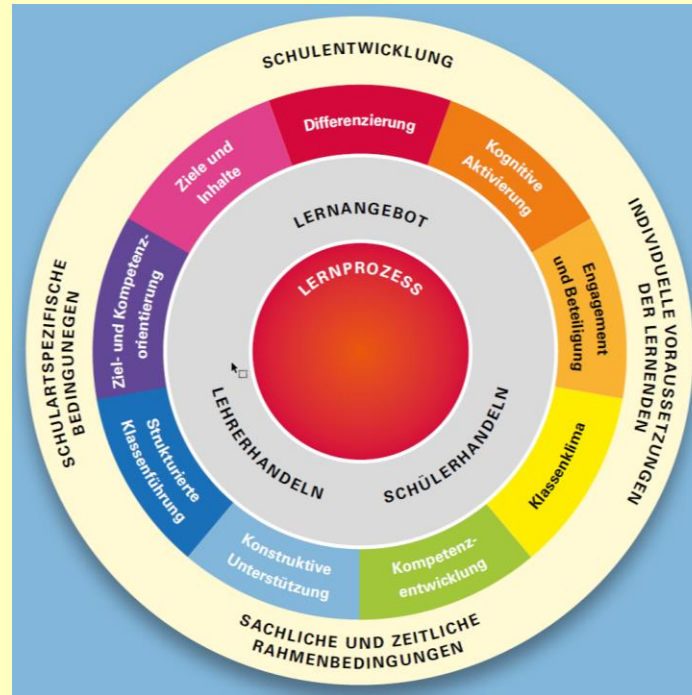 SCHULENTWICKLUNG
Differenzierung
Kognitive
Aktivierung
Engagement
und Beteiligung
Klassenklima
Kompetenz-
entwicklung
Konstruktive
Unterstützung
Strukturierte
Klassenführung
Ziel- und Kompetenz-
orientierung
Ziele und
Inhalte
INDIVIDUELLE VORAUSSETZUNGEN
DER LERNENDEN
SACHLICHE UND ZEITLICHE
RAHMENBEDINGUNGEN
SCHULARTSPEZIFISCHE
BEDINGUNEGEN
LERNANGEBOT
SCHÜLERHANDELN
LEHRERHANDELN
LERNPROZESS